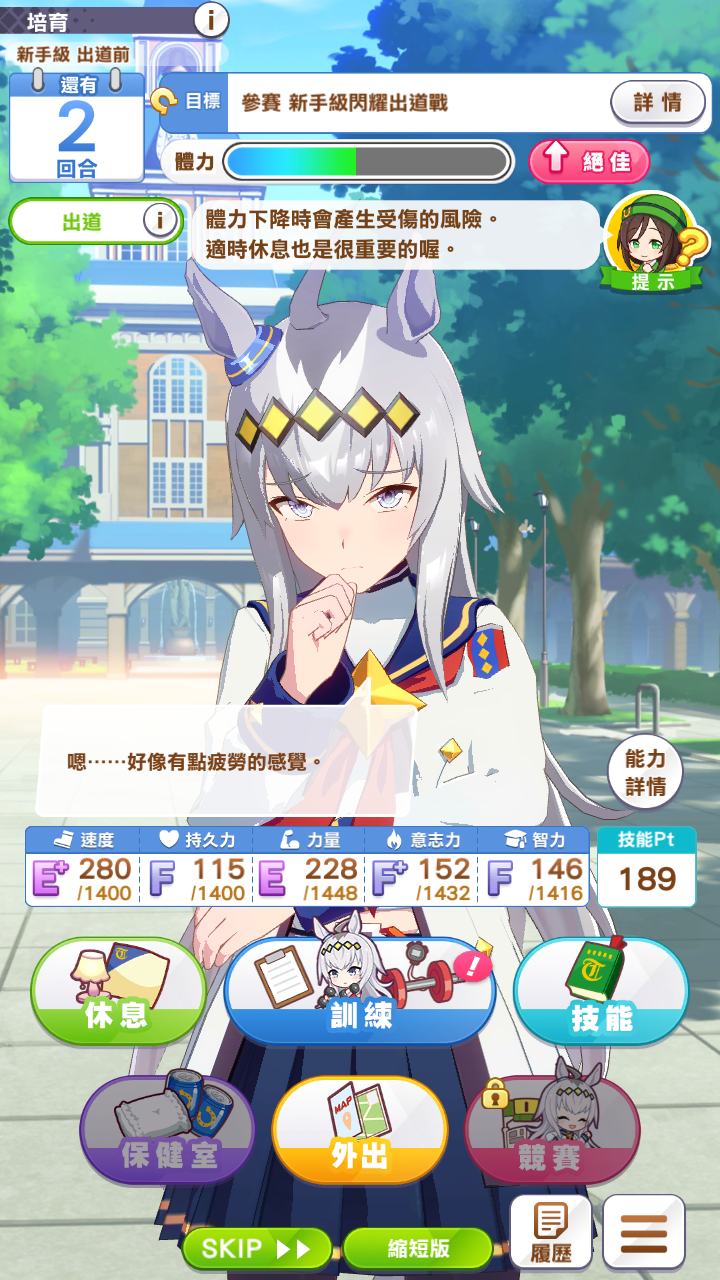 培育
i
新手級 出道前
還有
2
回合
目標
參賽 新手級閃耀出道戰
詳情
體力
絕佳
出道
i
體力下降時會產生受傷的風險。
適時休息也是很重要的喔。
提示
嗯……好像有點疲勞的感覺。
能力
詳情
速度 持久力 力量 意志力 智力 技能Pt
E+ 280 F 115 E 228 F+ 152 F 146 189
/1400 /1400 /1448 /1432 /1416
休息
訓練
技能
保健室
MAP
外出
競賽
SKIP
縮短版
履歷